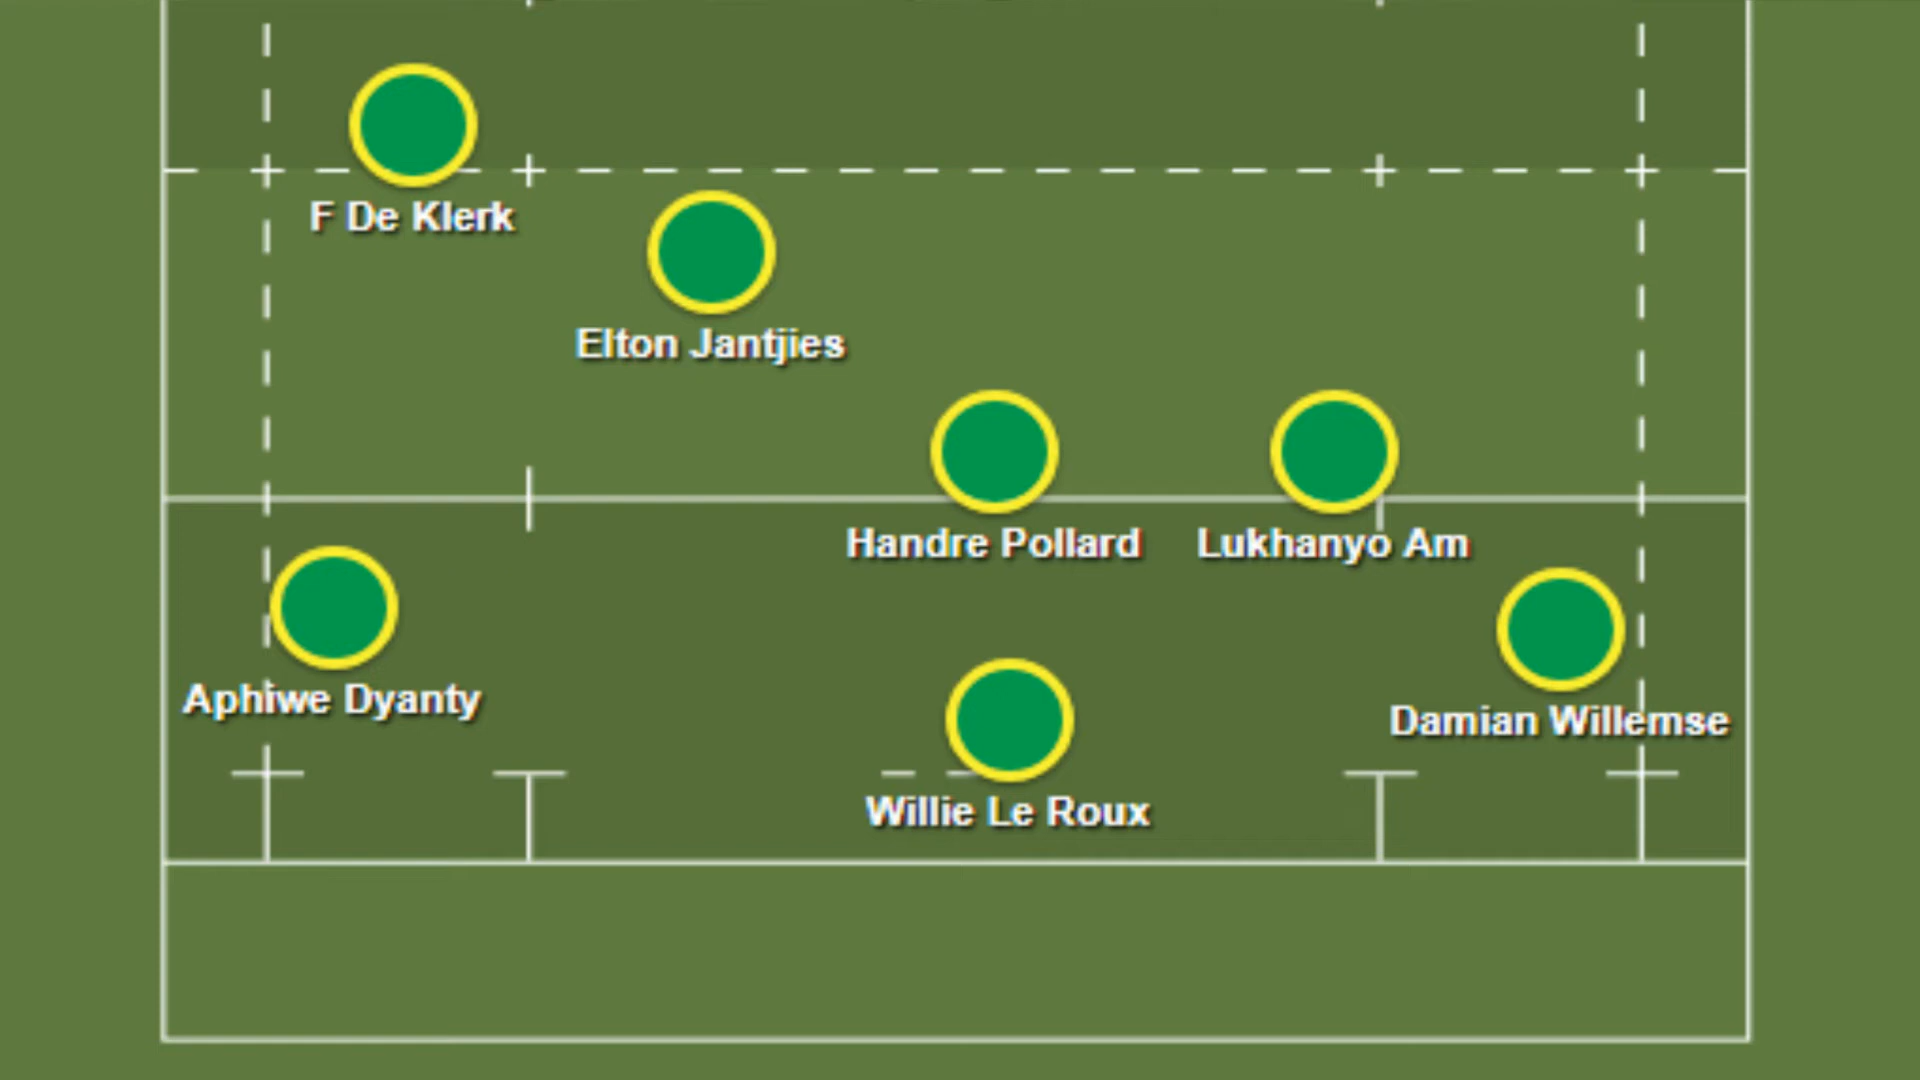 F De Klerk
Elton Jantjies
Handre Pollard
Lukhanyo Am
Aphiwe Dyanty
Damian Willemse
Willie Le Roux